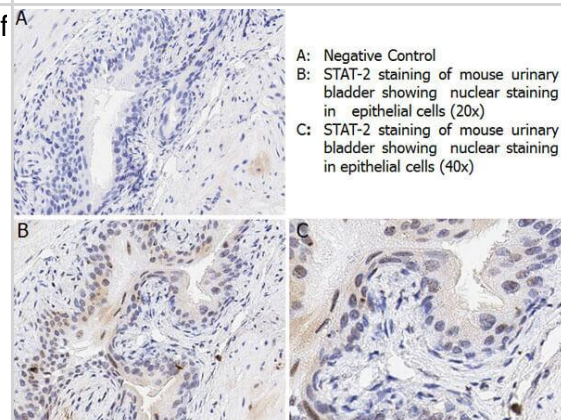 f
A
A: Negative Control
B: STAT-2 staining of mouse urinary
bladder showing nuclear staining
in epithelial cells (20x)
C: STAT-2 staining of mouse urinary
bladder showing nuclear staining
in epithelial cells (40x)
B
C